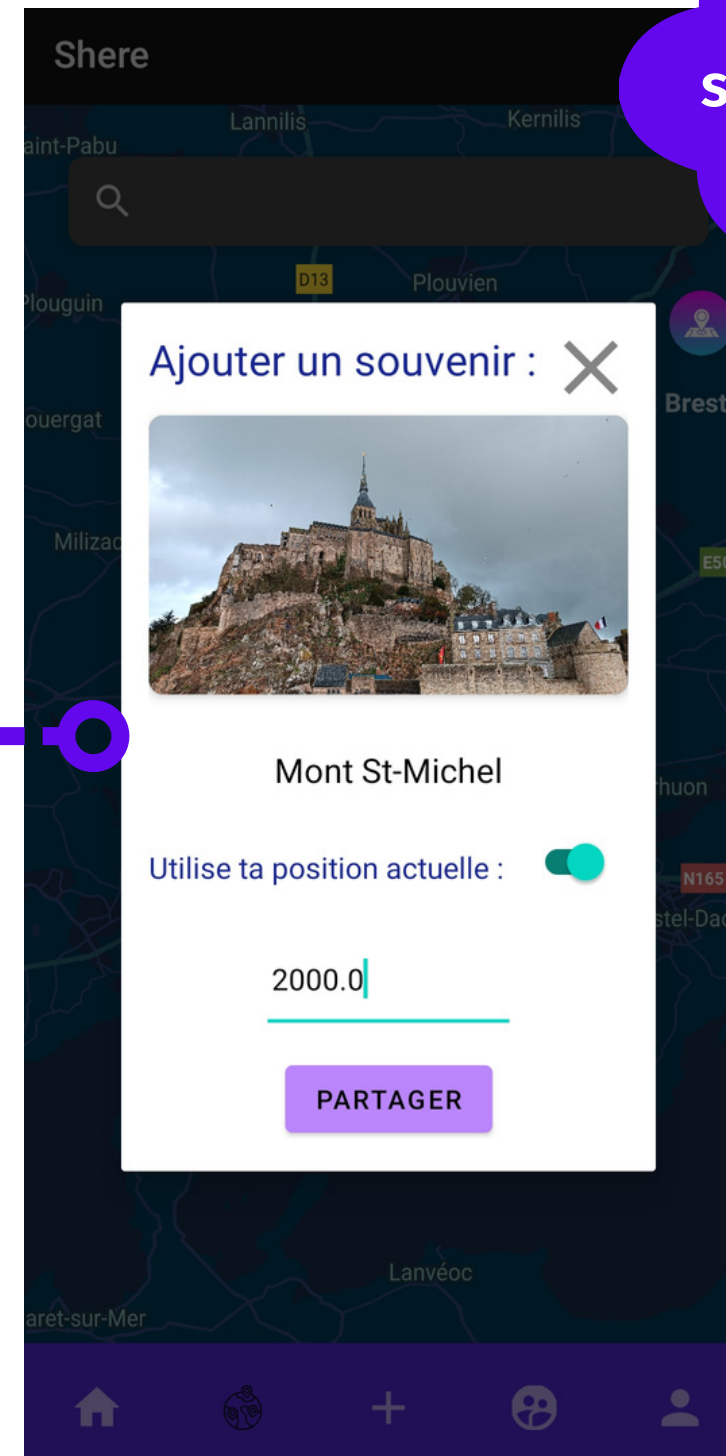 Shere
Lannilis
Kernilis
aint-Pabu
D13
Plouvien
Plouguin
Ajouter un souvenir :
Brest
ouergat
Milizac
Mont St-Michel
huon
Utilise ta position actuelle :
N165
2000.0
PARTAGER
Lanvéoc
aret-sur-Mer